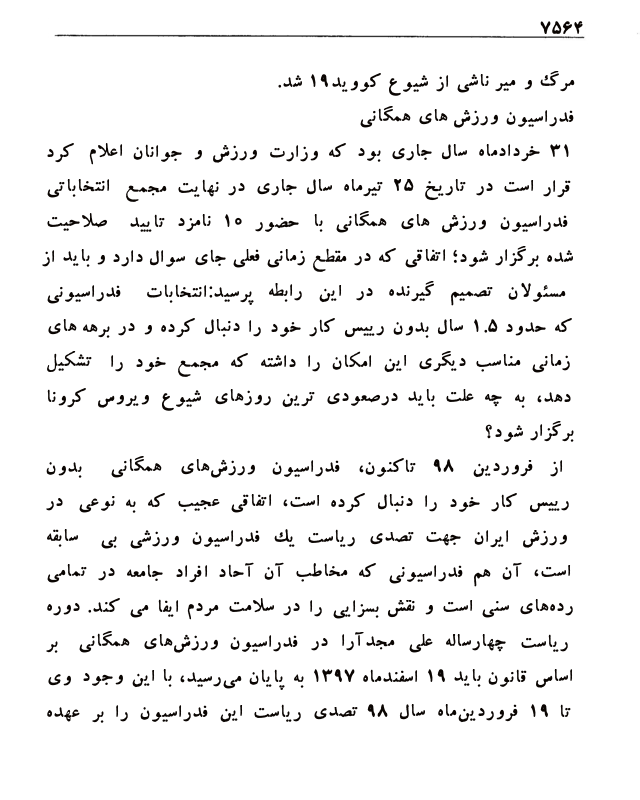 ۷۵۶۴
مرگ و میر ناشی از شیوع کووید۱۹ شد.
فدراسیون ورزش های همگانی
۳۱ خردادماه سال جاری بود که وزارت ورزش و جوانان اعلام کرد
قرار است در تاریخ ۲۵ تیرماه سال جاری در نهایت مجمع انتخاباتی
فدراسیون ورزش های همگانی با حضور ۱۰ نامزد تایید صلاحیت
شده برگزار شود؛ اتفاقی که در مقطع زمانی فعلی جای سوال دارد و باید از
مسئولان تصمیم گیرنده در این رابطه پرسید:انتخابات فدراسیونی
که حدود ۱.۵ سال بدون رییس کار خود را دنبال کرده و در برهه های
زمانی مناسب دیگری این امکان را داشته که مجمع خود را تشکیل
دهد، به چه علت باید درصعودی ترین روزهای شیوع ویروس کرونا
برگزار شود؟
از فروردین ۹۸ تاکنون، فدراسیون ورزش‌های همگانی بدون
رییس کار خود را دنبال کرده است، اتفاقی عجیب که به نوعی در
ورزش ایران جهت تصدی ریاست یك فدراسیون ورزشی بی سابقه
است، آن هم فدراسیونی که مخاطب آن آحاد افراد جامعه در تمامی
رده‌های سنی است و نقش بسزایی را در سلامت مردم ایفا می کند. دوره
ریاست چهارساله علی مجدآرا در فدراسیون ورزش‌های همگانی بر
اساس قانون باید ۱۹ اسفندماه ۱۳۹۷ به پایان می‌رسید، با این وجود وی
تا ۱۹ فروردین‌ماه سال ۹۸ تصدی ریاست این فدراسیون را بر عهده